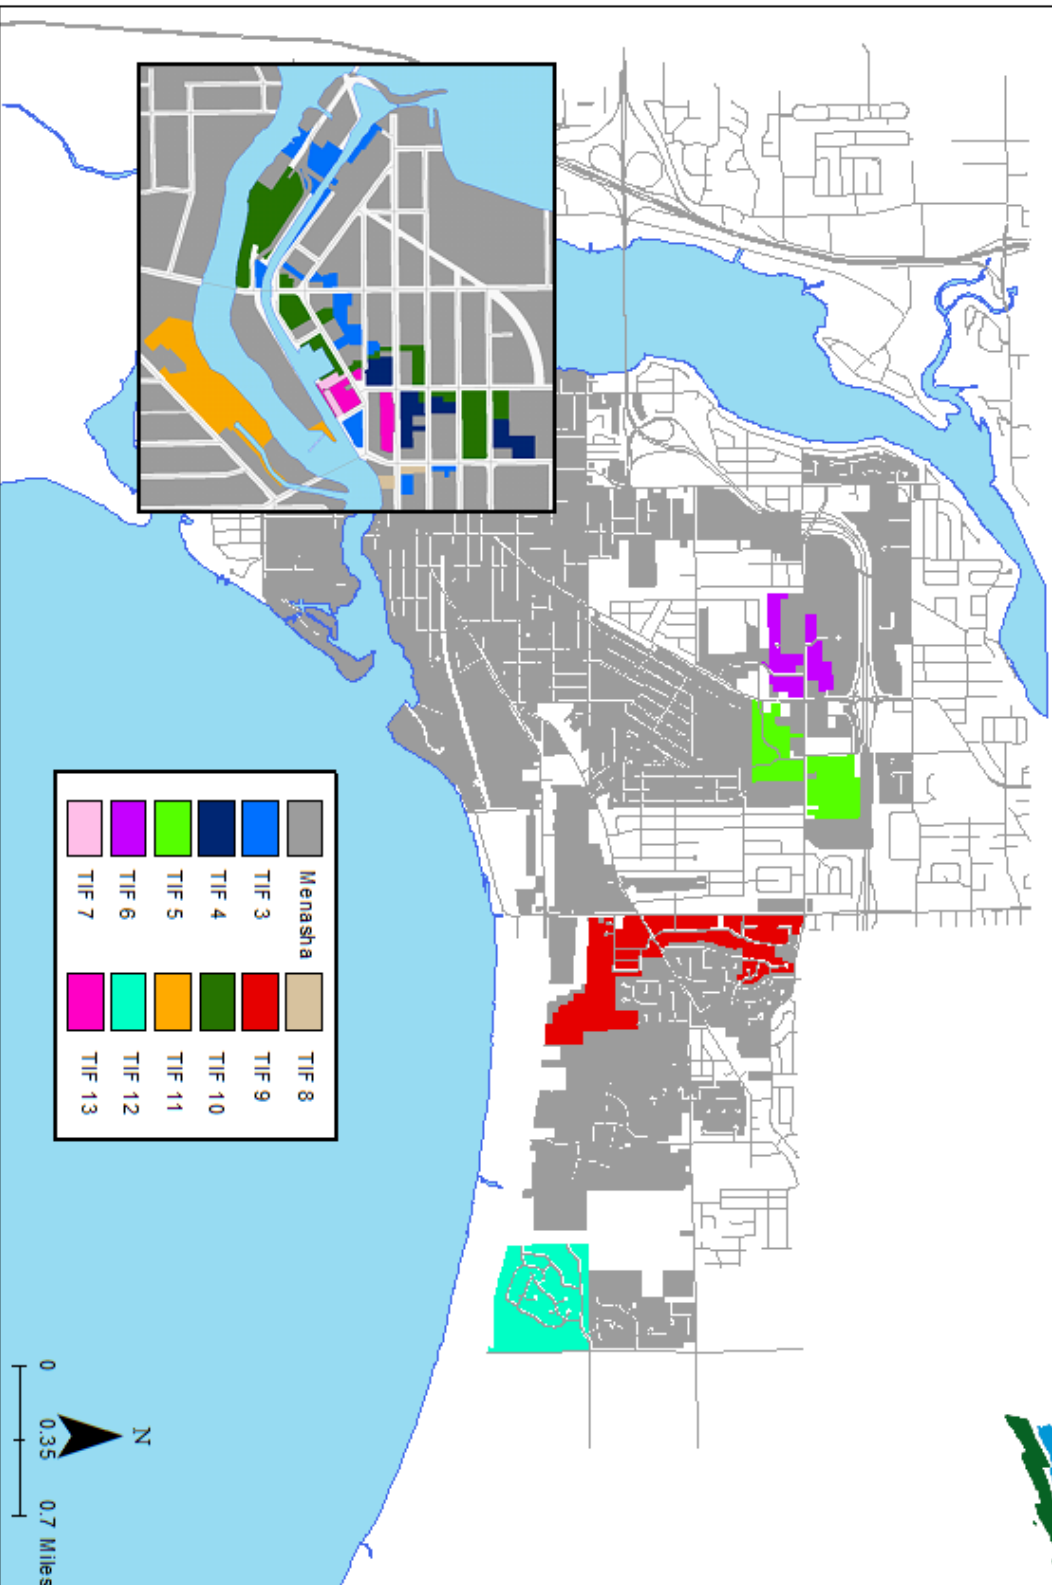 Menasha
TIF 3
TIF 4
TIF 5
TIF 6
TIF 7
TIF 8
TIF 9
TIF 10
TIF 11
TIF 12
TIF 13
N
0 0.35 0.7 Miles